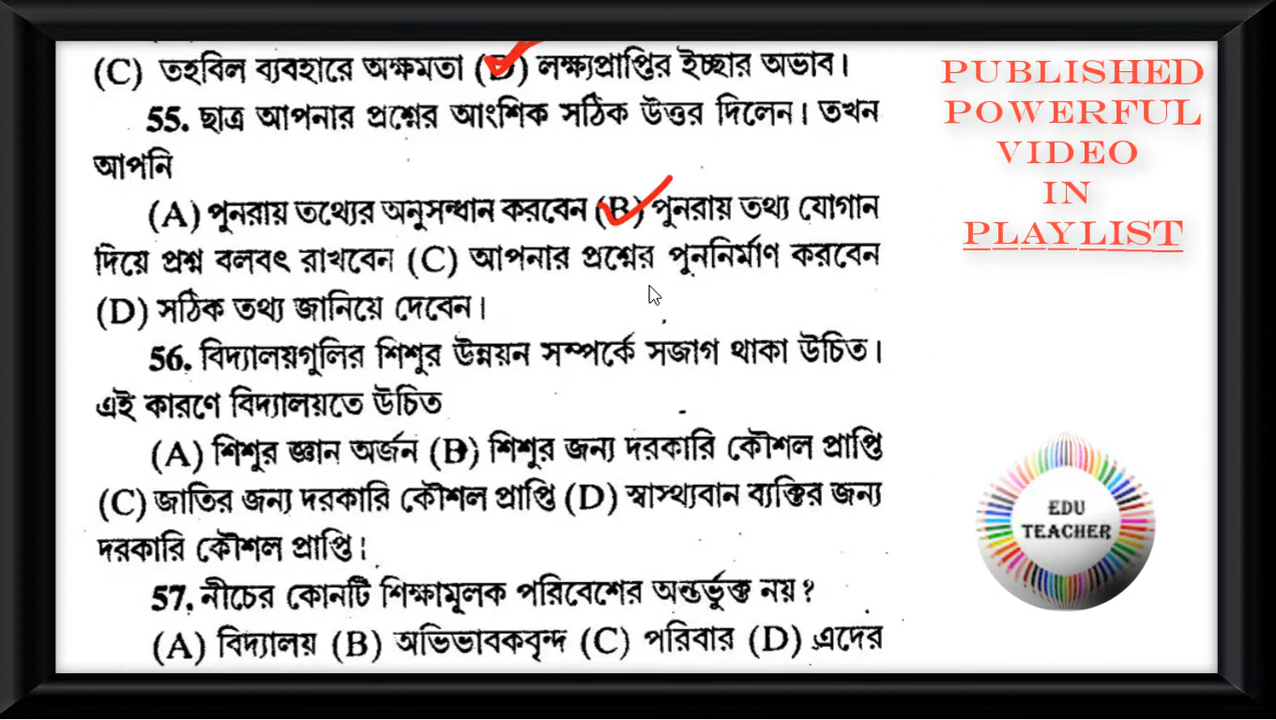 (C) তহবিল ব্যবহারে অক্ষমতা (D) লক্ষ্যপ্রাপ্তির ইচ্ছার অভাব।
55. ছাত্র আপনার প্রশ্নের আংশিক সঠিক উত্তর দিলেন। তখন
আপনি
(A) পুনরায় তথ্যের অনুসন্ধান করবেন (B) পুনরায় তথ্য যোগান
দিয়ে প্রশ্ন বলবৎ রাখবেন (C) আপনার প্রশ্নের পুননির্মাণ করবেন
(D) সঠিক তথ্য জানিয়ে দেবেন।
56. বিদ্যালয়গুলির শিশুর উন্নয়ন সম্পর্কে সজাগ থাকা উচিত।
এই কারণে বিদ্যালয়তে উচিত
(A) শিশুর জ্ঞান অর্জন (B) শিশুর জন্য দরকারি কৌশল প্রাপ্তি
(C) জাতির জন্য দরকারি কৌশল প্রাপ্তি (D) স্বাস্থ্যবান ব্যক্তির জন্য
দরকারি কৌশল প্রাপ্তি।
57. নীচের কোনটি শিক্ষামূলক পরিবেশের অন্তর্ভুক্ত নয়?
(A) বিদ্যালয় (B) অভিভাবকবৃন্দ (C) পরিবার (D) এদের
PUBLISHED
POWERFUL
VIDEO
IN
PLAYLIST
EDU
TEACHER